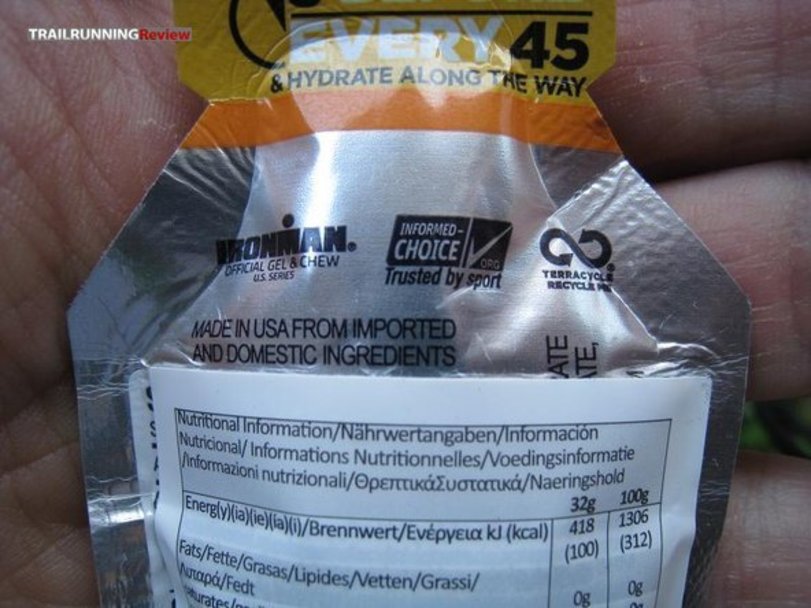 TRAILRUNNINGReview
EVERY 45
& HYDRATE ALONG THE WAY
IRONMAN®
OFFICIAL GEL & CHEW
U.S. SERIES
INFORMED-
CHOICE
.ORG
Trusted by sport
TERRACYCLE®
RECYCLE ME
MADE IN USA FROM IMPORTED
AND DOMESTIC INGREDIENTS
Nutritional Information/Nährwertangaben/Información
Nutricional/ Informations Nutritionnelles/Voedingsinformatie
/Informazioni nutrizionali/ΘρεπτικάΣυστατικά/Naeringshold
32g 100g
Energ(y)(ia)(ie)(ia)(i)/Brennwert/Ενέργεια kJ (kcal) 418 1306
(100) (312)
Fats/Fette/Grasas/Lipides/Vetten/Grassi/
Λιπαρά/Fedt 0g 0g